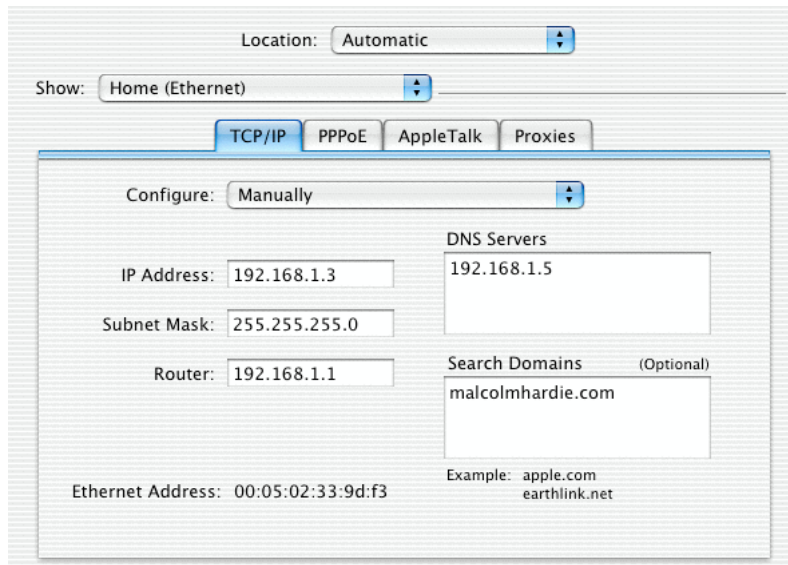 Location: Automatic
Show: Home (Ethernet)
TCP/IP PPPoE AppleTalk Proxies
Configure: Manually
DNS Servers
192.168.1.5
IP Address: 192.168.1.3
Subnet Mask: 255.255.255.0
Router: 192.168.1.1
Search Domains (Optional)
malcolmhardie.com
Example: apple.com
earthlink.net
Ethernet Address: 00:05:02:33:9d:f3